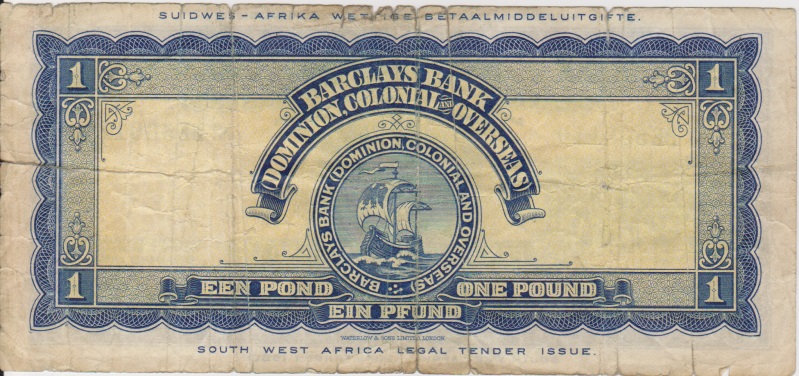 SUIDWES-AFRIKA WETTIGE BETAALMIDDELUITGIFTE.
1 1
BARCLAYS BANK
DOMINION, COLONIAL AND OVERSEAS
BARCLAYS BANK (DOMINION, COLONIAL AND OVERSEAS)
1 EEN POND ONE POUND 1
EIN PFUND
WATERLOW & SONS LIMITED, LONDON
SOUTH WEST AFRICA LEGAL TENDER ISSUE.